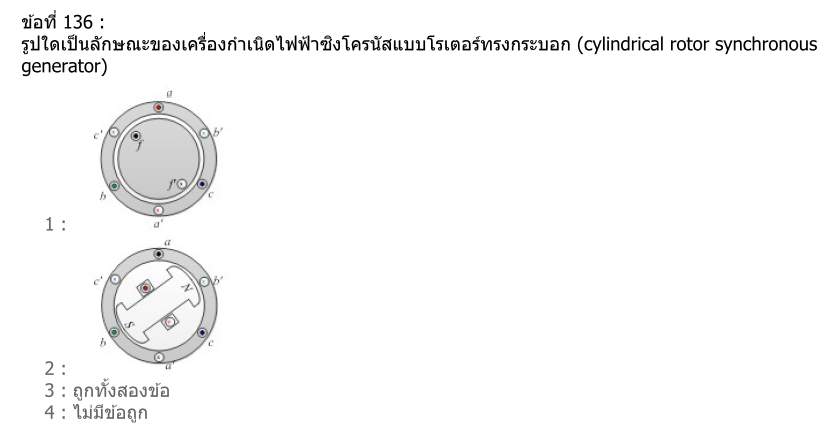 ข้อที่ 136 :
รูปใดเป็นลักษณะของเครื่องกำเนิดไฟฟ้าซิงโครนัสแบบโรเตอร์ทรงกระบอก (cylindrical rotor synchronous
generator)
a
c'
b'
f
f'
b
c
a'
1 :
a
c'
b'
N
S
b
c
a'
2 :
3 : ถูกทั้งสองข้อ
4 : ไม่มีข้อถูก